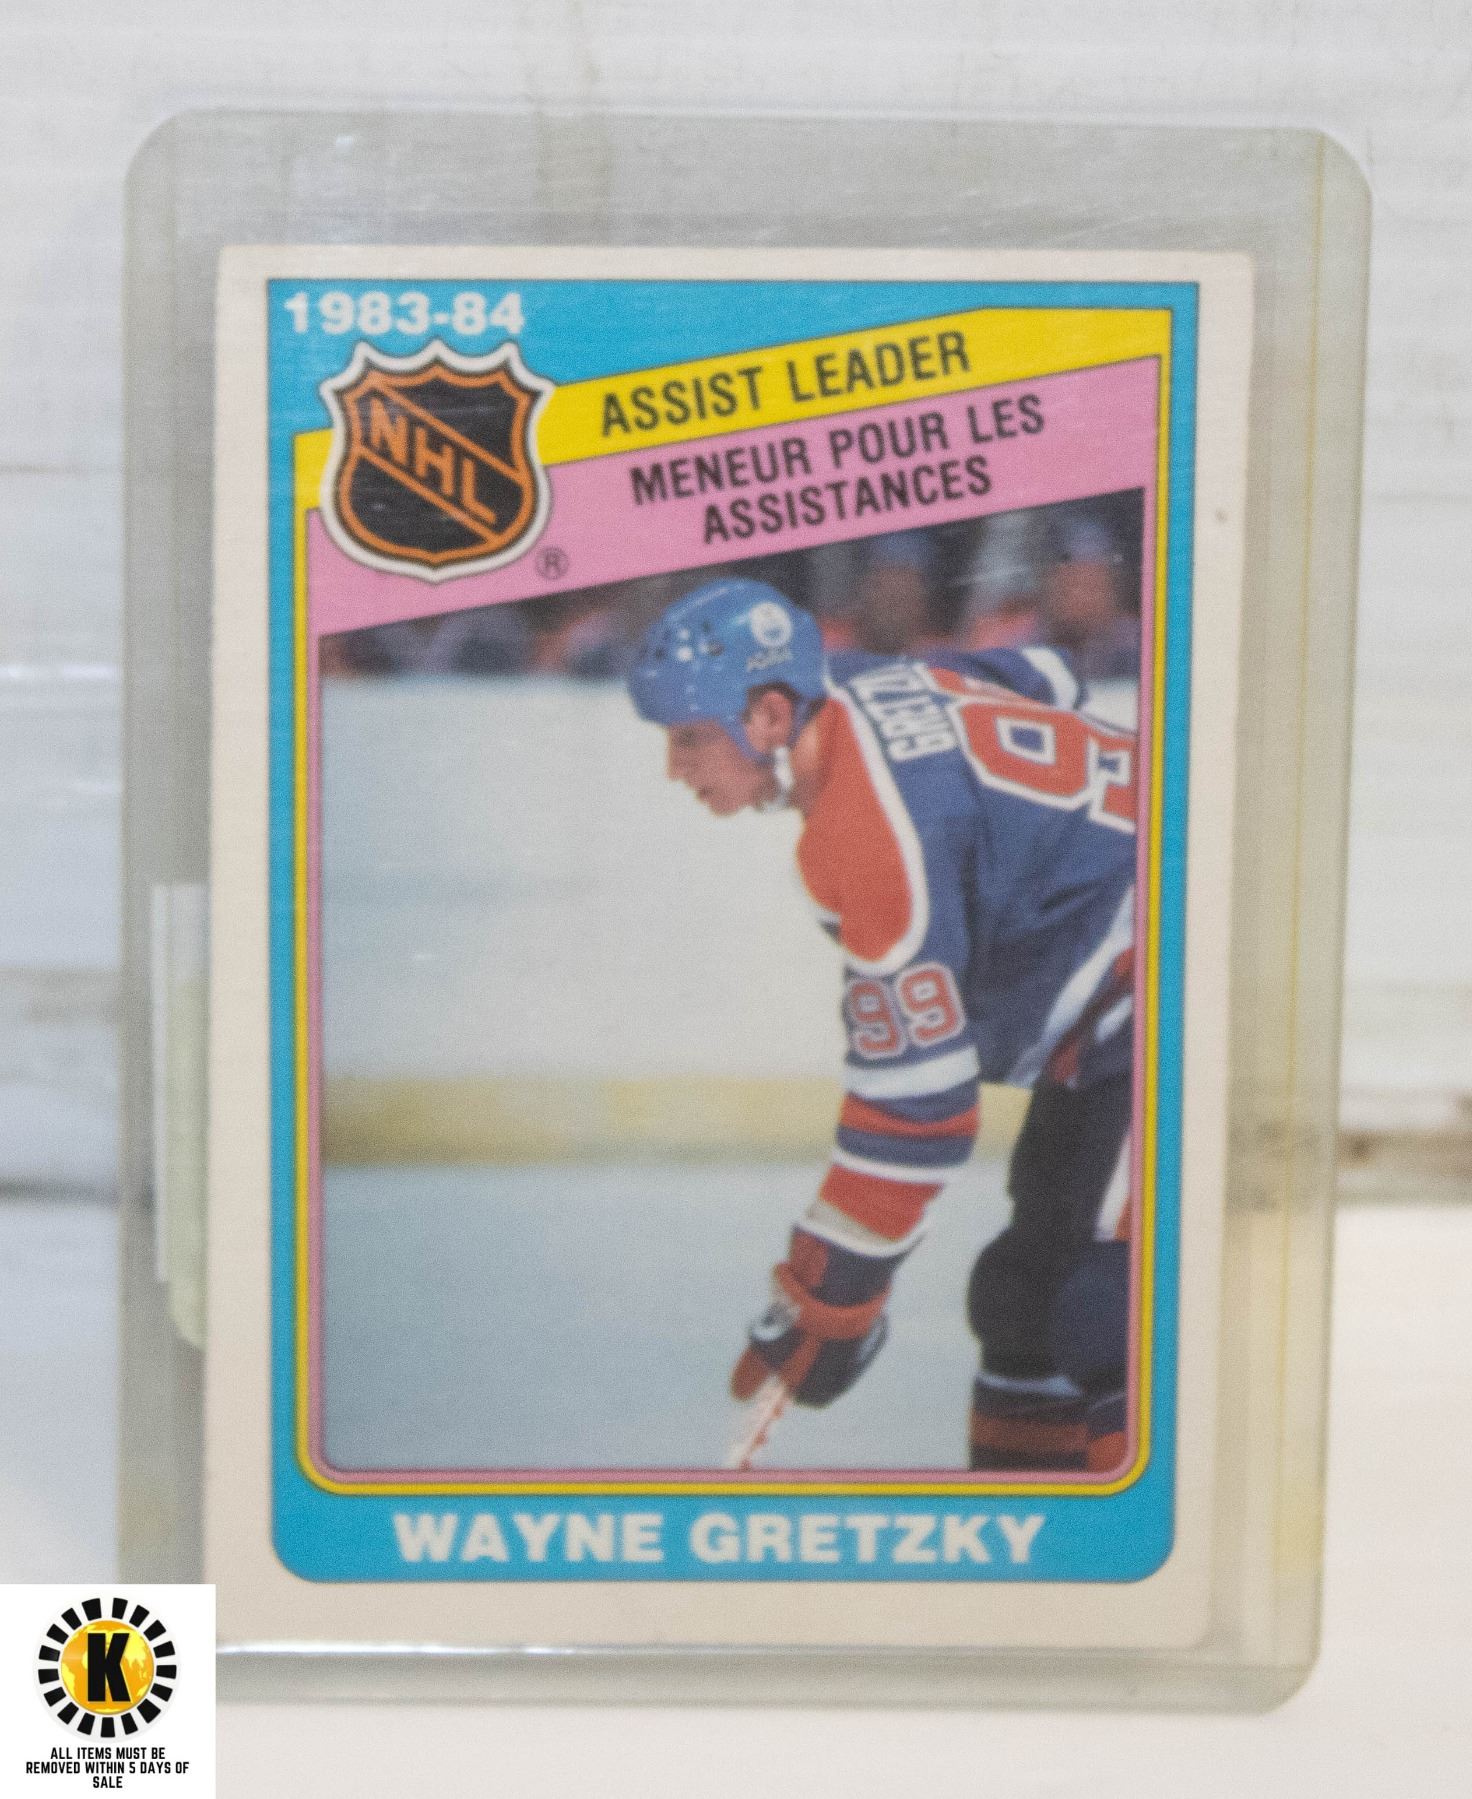 1983-84
ASSIST LEADER
NHL
MENEUR POUR LES
ASSISTANCES
®
99
WAYNE GRETZKY
K
ALL ITEMS MUST BE
REMOVED WITHIN 5 DAYS OF
SALE